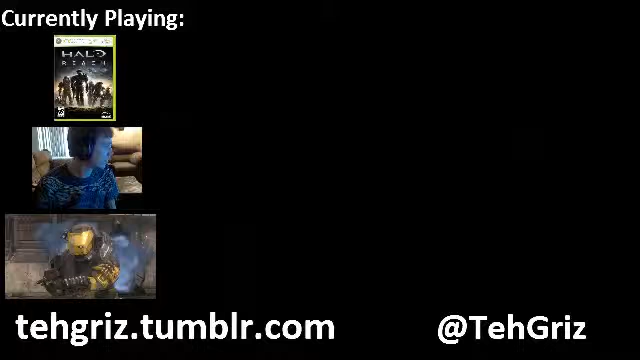 Currently Playing:
HALO
REACH
tehgriz.tumblr.com
@TehGriz